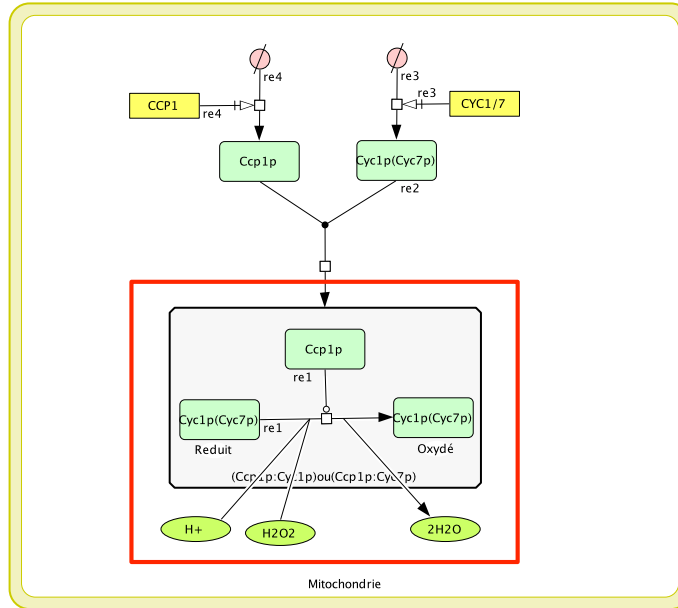 re4
re3
CCP1
re4
re3
CYC1/7
Ccp1p
Cyc1p(Cyc7p)
re2
Ccp1p
re1
Cyc1p(Cyc7p)
re1
Cyc1p(Cyc7p)
Reduit
Oxydé
(Ccp1p:Cyc1p)ou(Ccp1p:Cyc7p)
H+
H2O2
2H2O
Mitochondrie